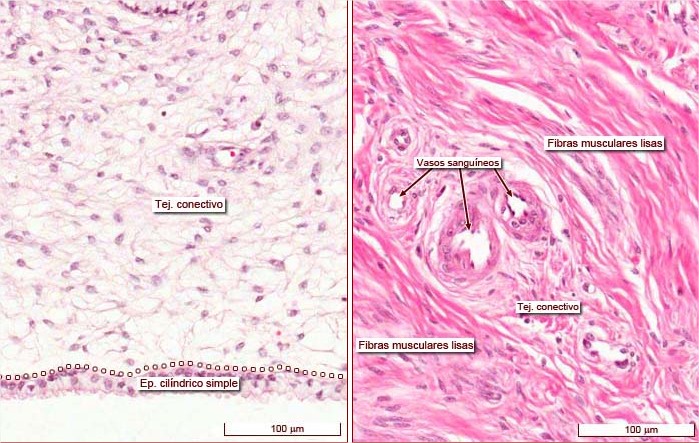 Tej. conectivo
Ep. cilíndrico simple
100 µm
Fibras musculares lisas
Vasos sanguíneos
Tej. conectivo
Fibras musculares lisas
100 µm